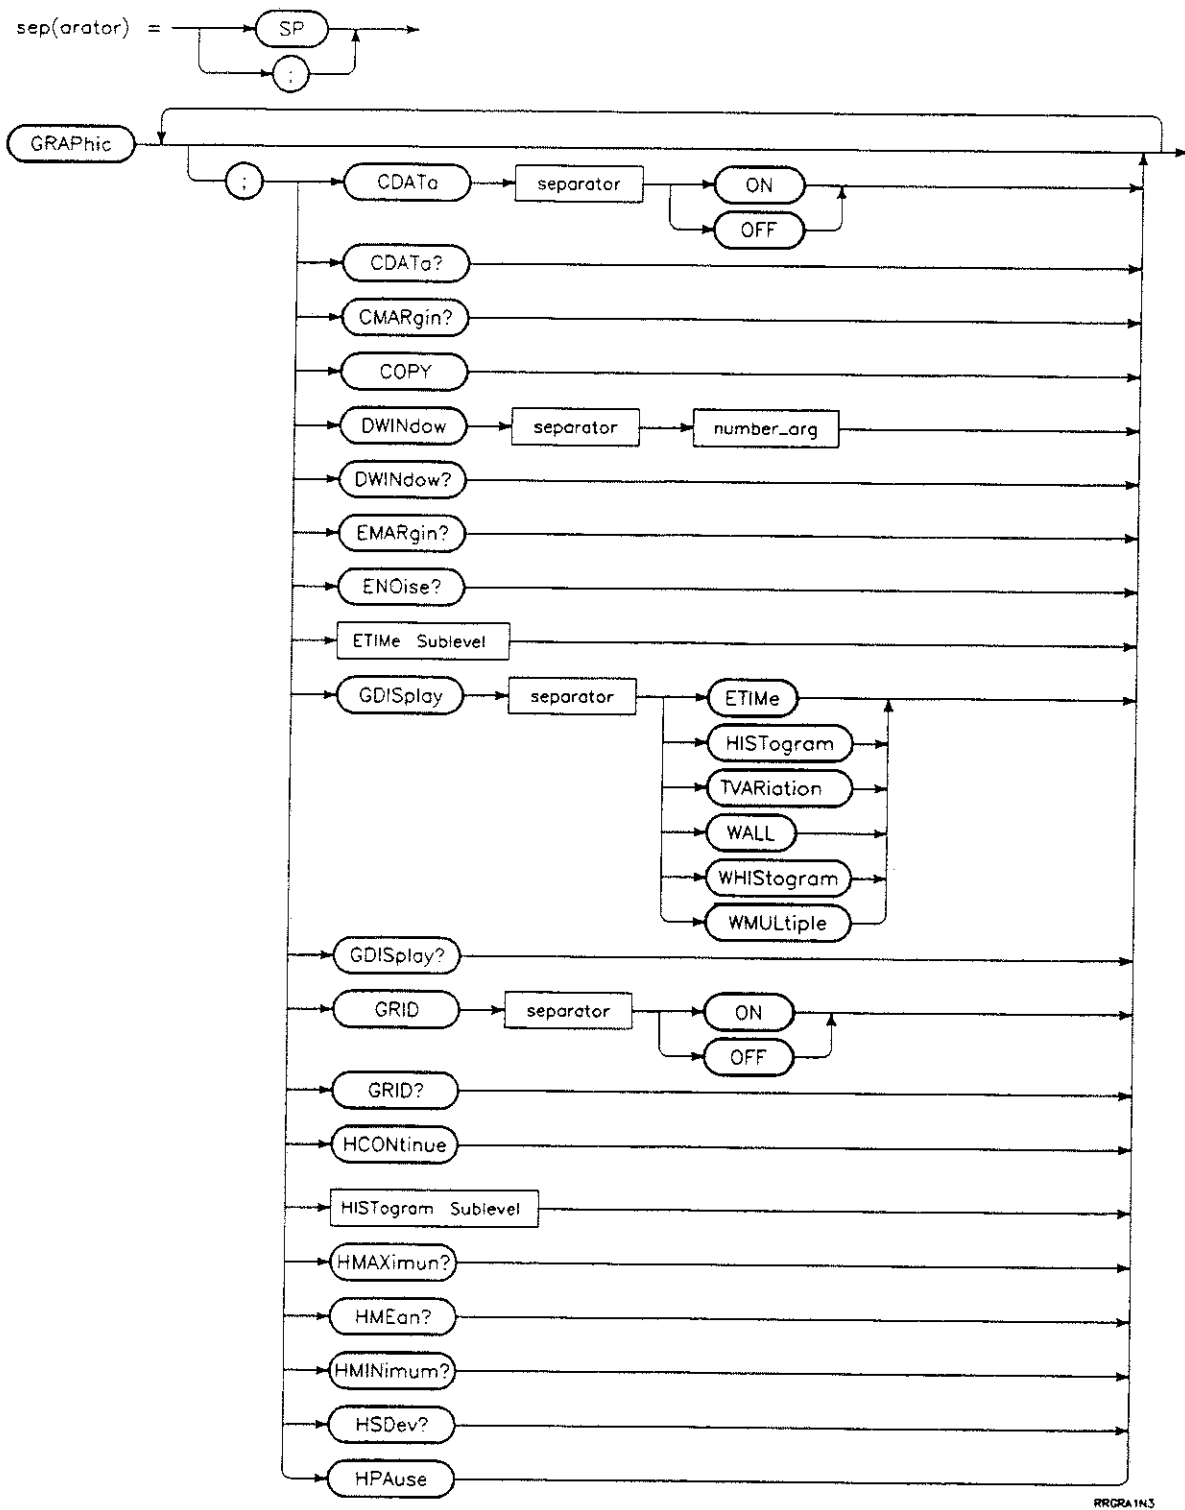 sep(arator) = SP
;
GRAPhic
; CDATa separator ON
OFF
CDATa?
CMARgin?
COPY
DWINdow separator number_arg
DWINdow?
EMARgin?
ENOise?
ETIMe Sublevel
GDISplay separator ETIMe
HISTogram
TVARiation
WALL
WHIStogram
WMULtiple
GDISplay?
GRID separator ON
OFF
GRID?
HCONtinue
HISTogram Sublevel
HMAXimun?
HMEan?
HMINimum?
HSDev?
HPAuse
RRGRA1N3